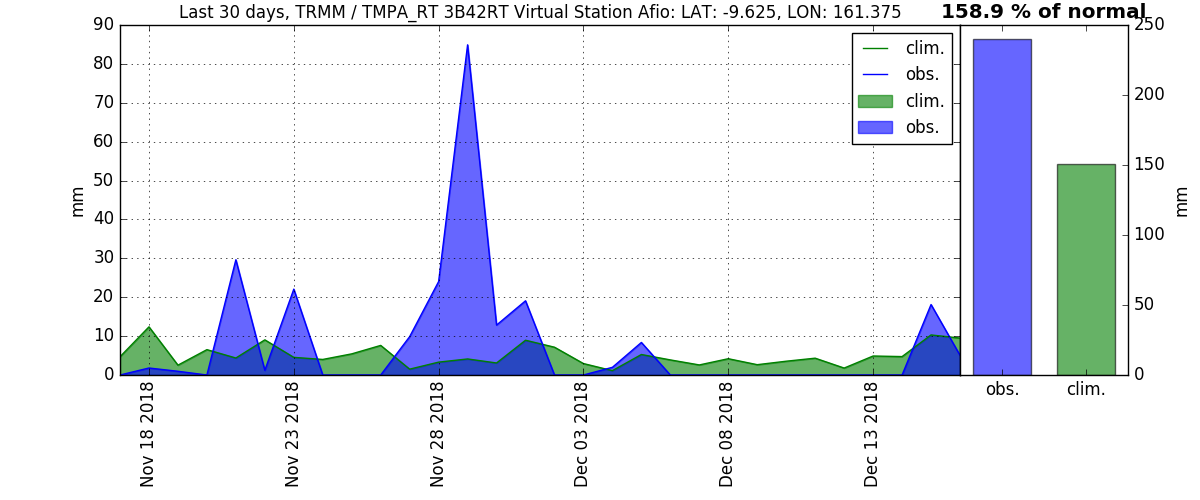 Last 30 days, TRMM / TMPA_RT 3B42RT Virtual Station Afio: LAT: -9.625, LON: 161.375
158.9 % of normal
90
80
70
60
50
40
30
20
10
0
mm
clim.
obs.
clim.
obs.
Nov 18 2018
Nov 23 2018
Nov 28 2018
Dec 03 2018
Dec 08 2018
Dec 13 2018
250
200
150
100
50
0
mm
obs.
clim.